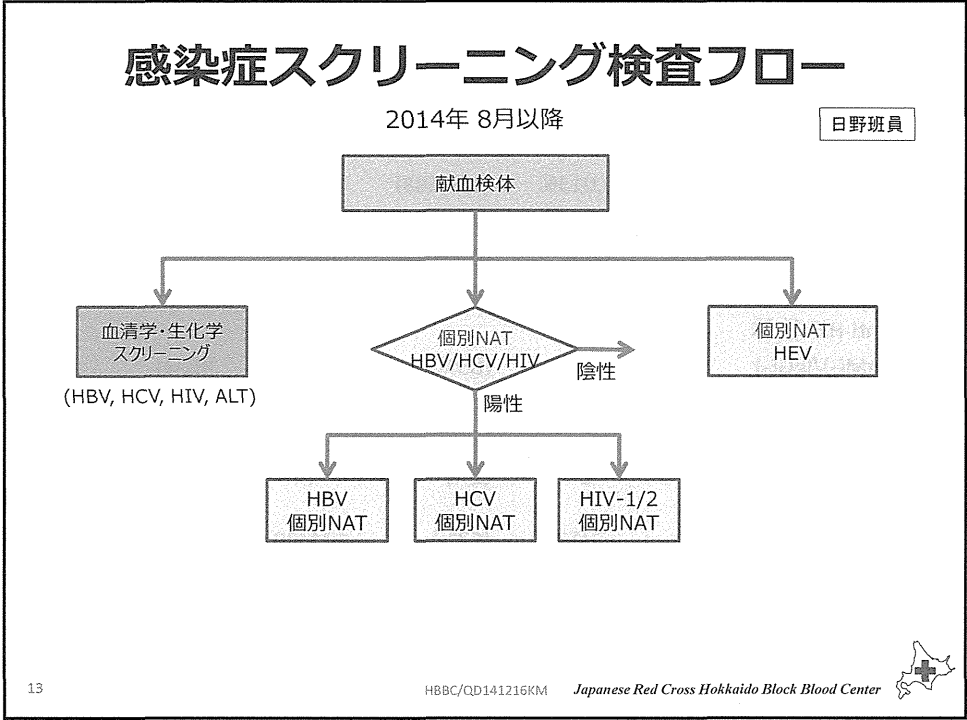 感染症スクリーニング検査フロー
2014年 8月以降
日野班員
献血検体
血清学・生化学
スクリーニング
(HBV, HCV, HIV, ALT)
個別NAT
HBV/HCV/HIV
陰性
陽性
個別NAT
HEV
HBV
個別NAT
HCV
個別NAT
HIV-1/2
個別NAT
13
HBBC/QD141216KM
Japanese Red Cross Hokkaido Block Blood Center